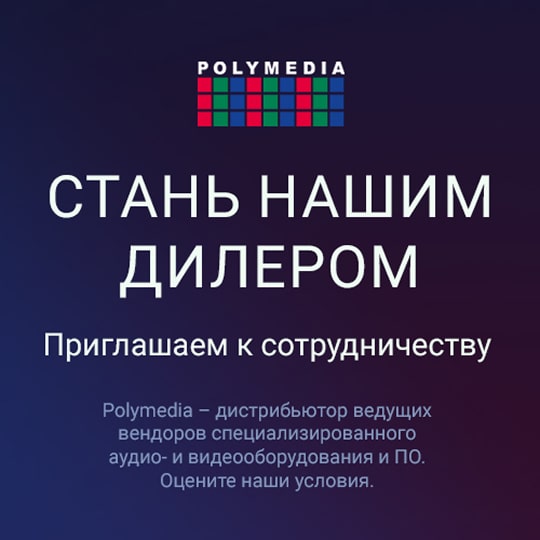 POLYMEDIA
СТАНЬ НАШИМ
ДИЛЕРОМ
Приглашаем к сотрудничеству
Polymedia – дистрибьютор ведущих
вендоров специализированного
аудио- и видеооборудования и ПО.
Оцените наши условия.